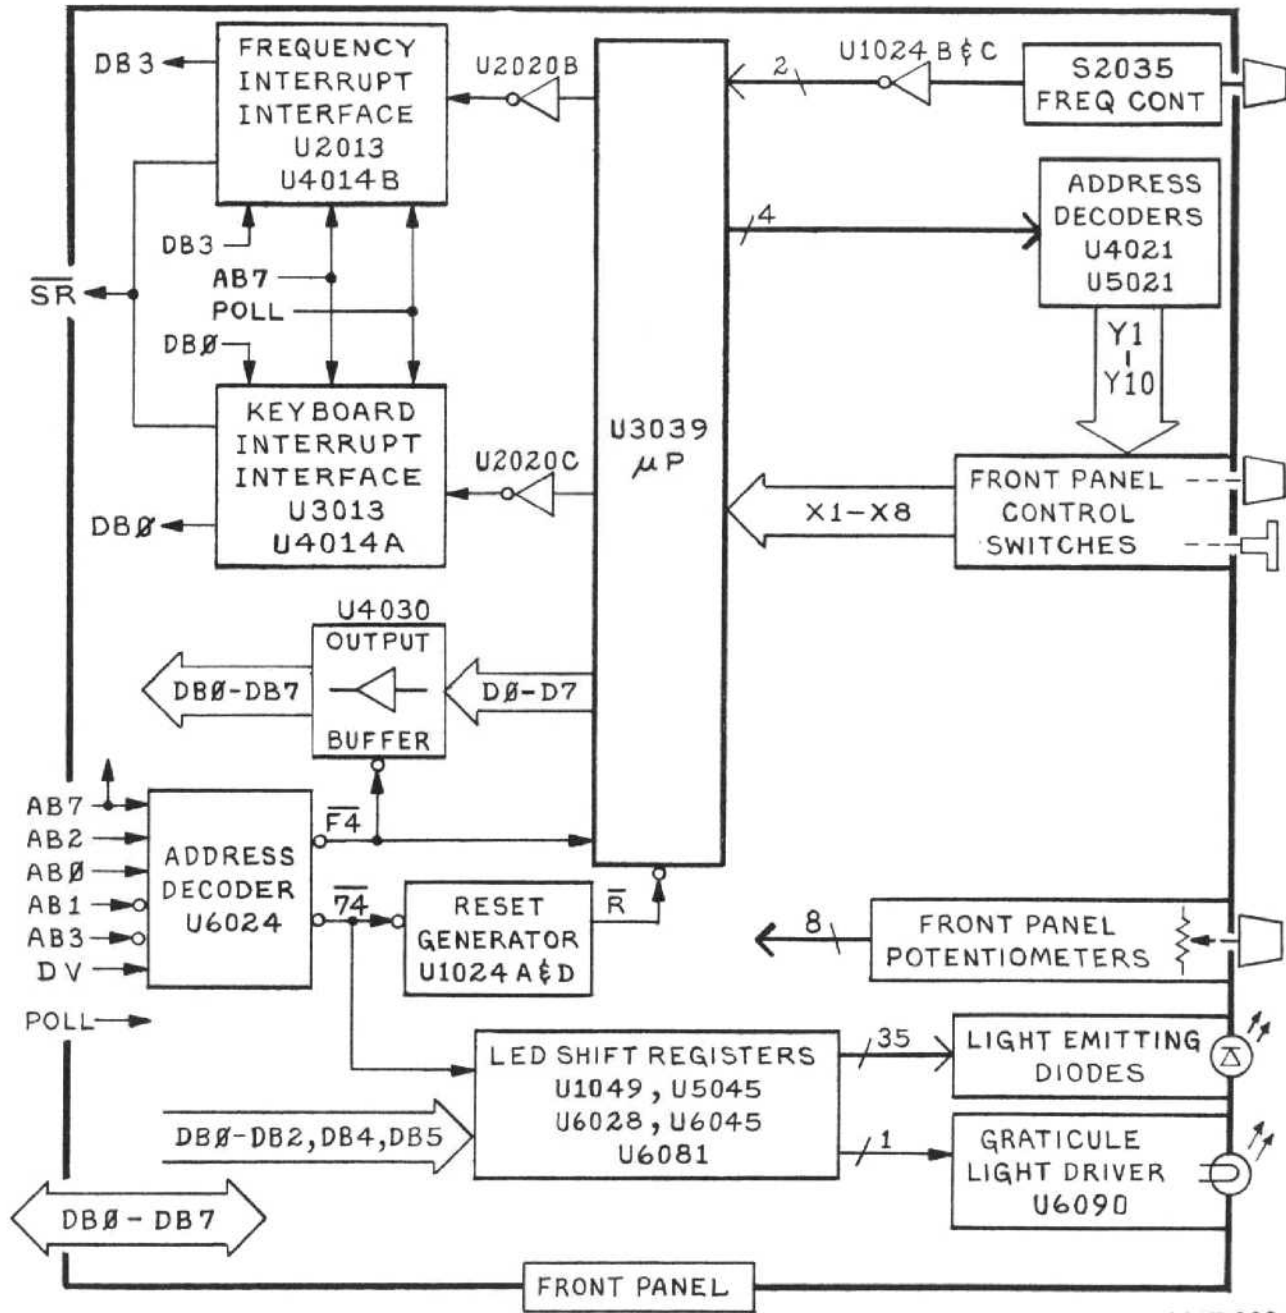 FREQUENCY
INTERRUPT
INTERFACE
U2013
U4014B
DB3
U2020B
2
U1024 B & C
S2035
FREQ CONT
4
ADDRESS
DECODERS
U4021
U5021
Y1
-
Y10
DB3
AB7
POLL
DBØ
S̅R̅
KEYBOARD
INTERRUPT
INTERFACE
U3013
U4014A
DBØ
U2020C
U3039
μP
X1-X8
FRONT PANEL
CONTROL
SWITCHES
U4030
OUTPUT
BUFFER
DBØ-DB7
DØ-D7
AB7
AB2
ABØ
AB1
AB3
DV
POLL
ADDRESS
DECODER
U6024
F̅4̅
7̅4̅
RESET
GENERATOR
U1024 A & D
R̅
8
FRONT PANEL
POTENTIOMETERS
LED SHIFT REGISTERS
U1049, U5045
U6028, U6045
U6081
35
LIGHT EMITTING
DIODES
1
GRATICULE
LIGHT DRIVER
U6090
DBØ-DB2, DB4, DB5
DBØ - DB7
FRONT PANEL